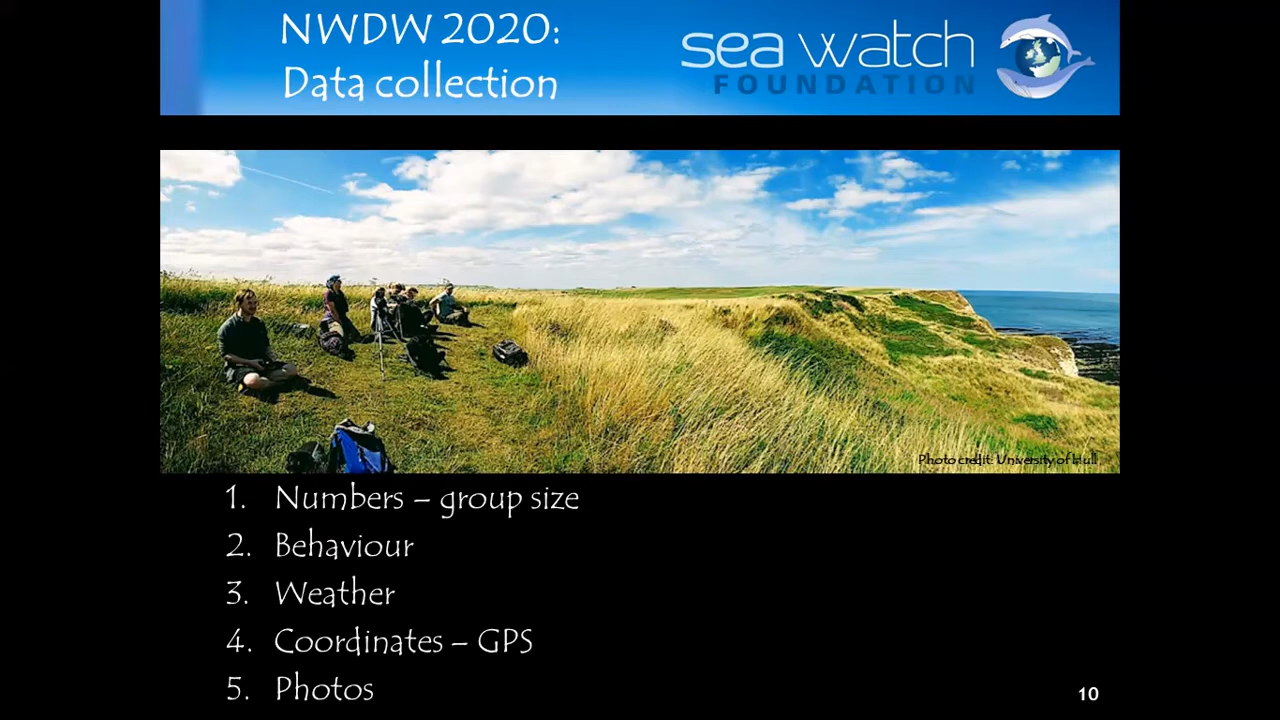 NWDW 2020:
Data collection
sea watch
FOUNDATION
Photo credit: University of Hull
1. Numbers – group size
2. Behaviour
3. Weather
4. Coordinates – GPS
5. Photos
10